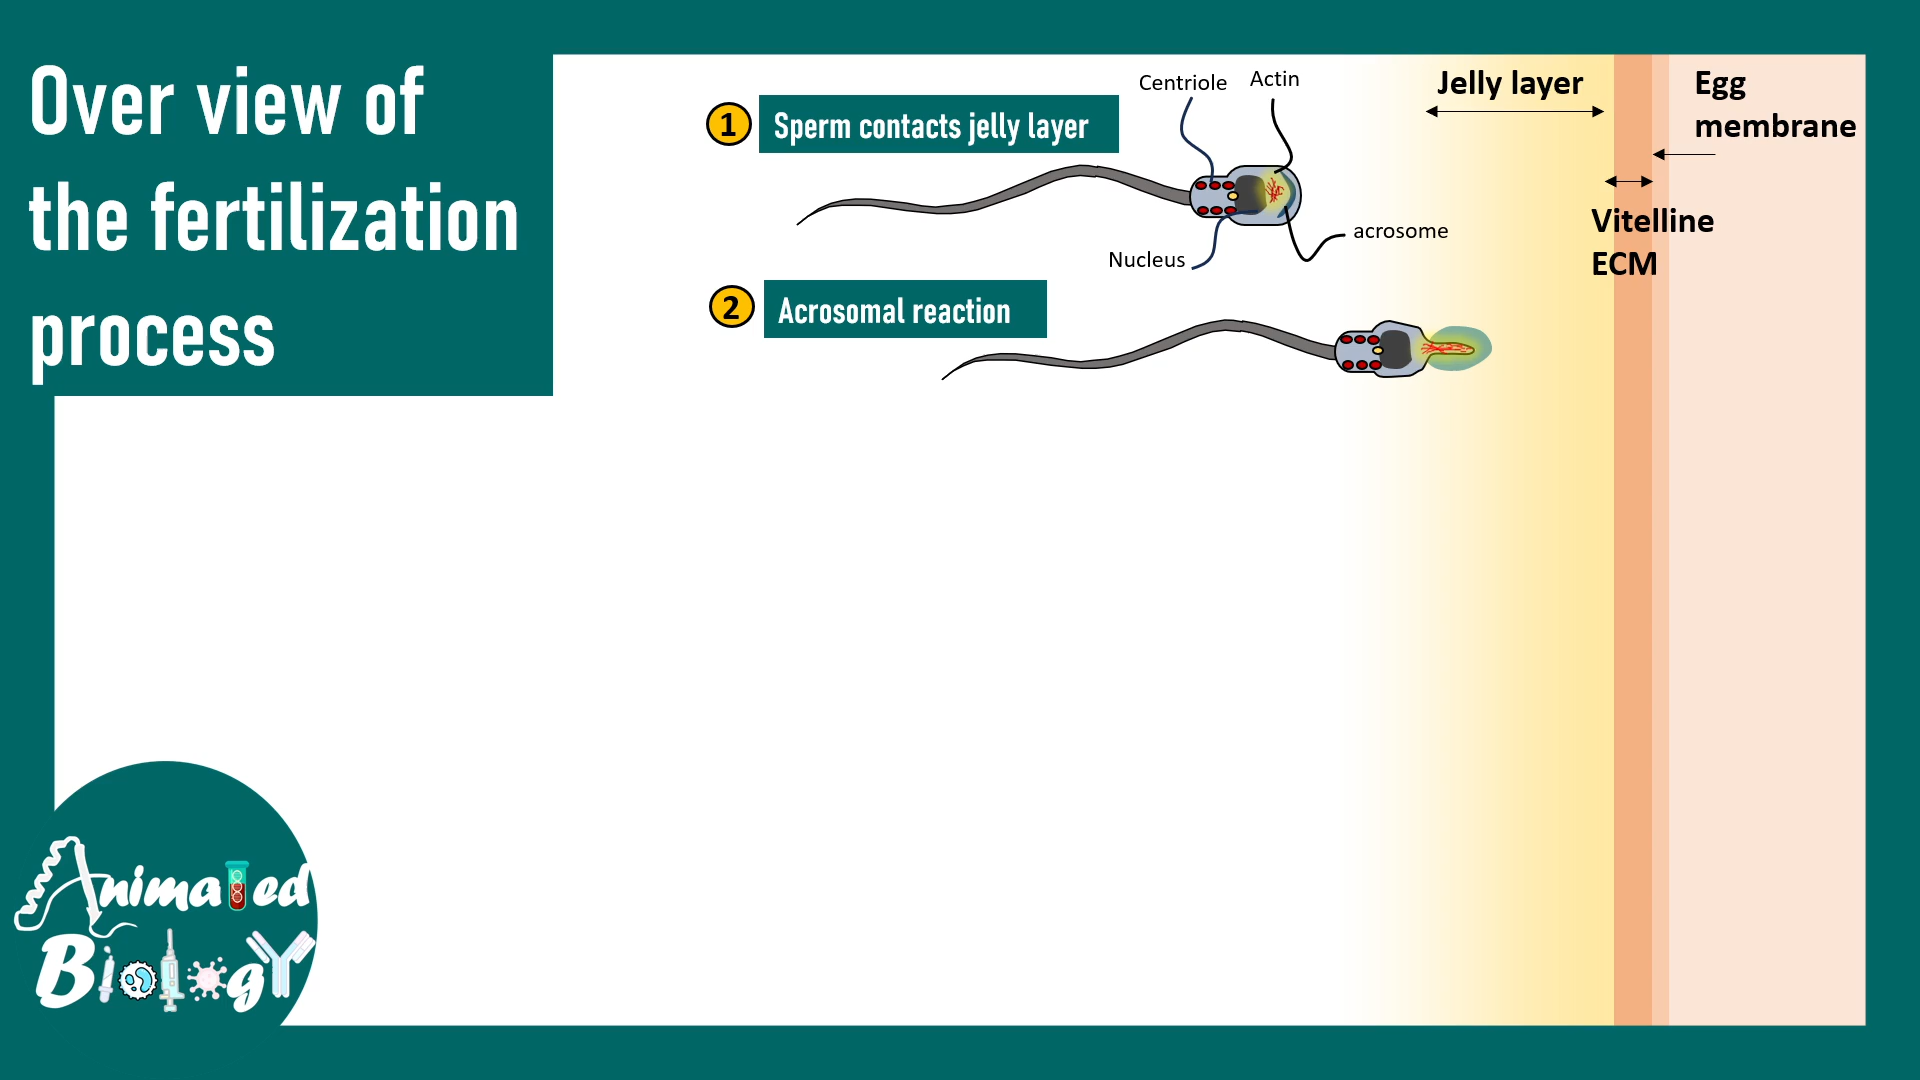 Over view of
the fertilization
process
1 Sperm contacts jelly layer
Centriole
Actin
Nucleus
acrosome
2 Acrosomal reaction
Jelly layer
Egg
membrane
Vitelline
ECM
Animated
Biology